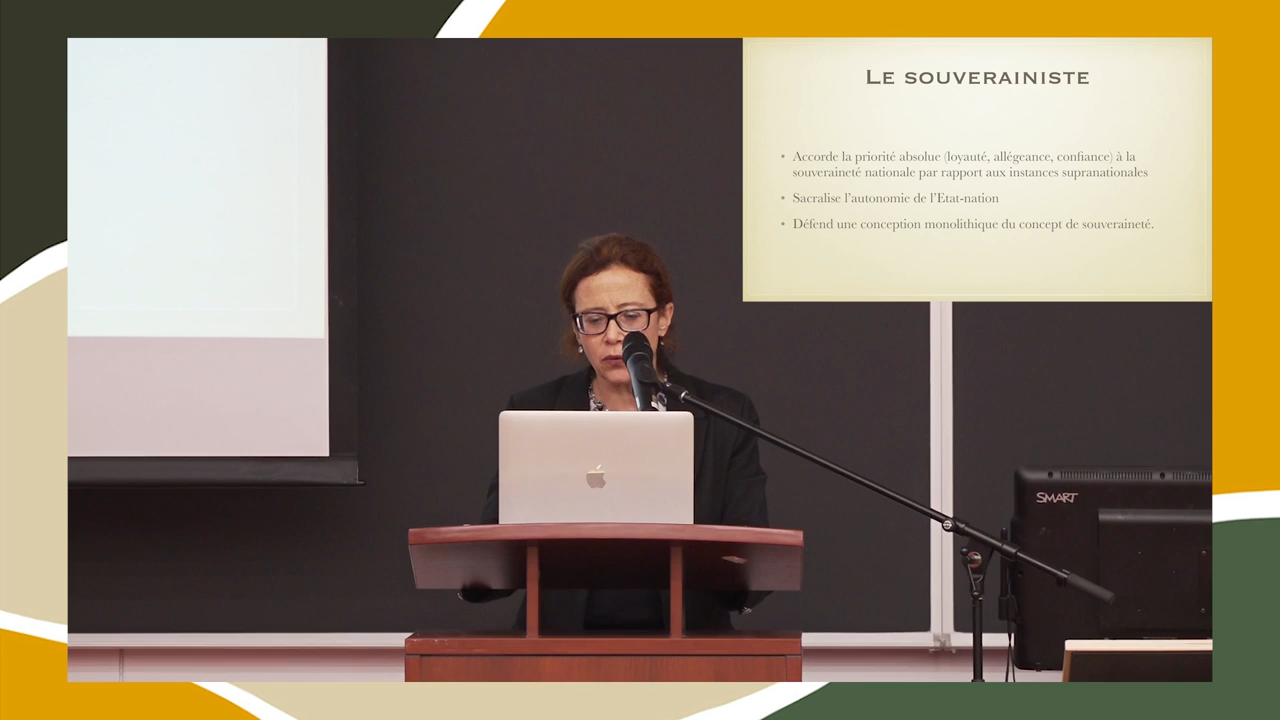 LE SOUVERAINISTE
• Accorde la priorité absolue (loyauté, allégeance, confiance) à la
souveraineté nationale par rapport aux instances supranationales
• Sacralise l'autonomie de l'Etat-nation
• Défend une conception monolithique du concept de souveraineté.
SMART